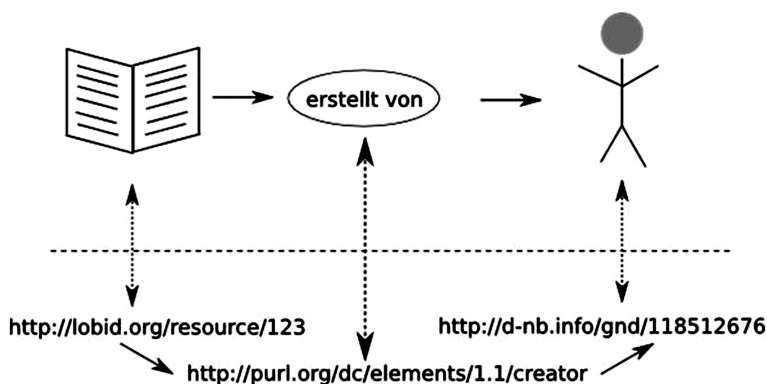 erstellt von
http://lobid.org/resource/123
http://d-nb.info/gnd/118512676
http://purl.org/dc/elements/1.1/creator